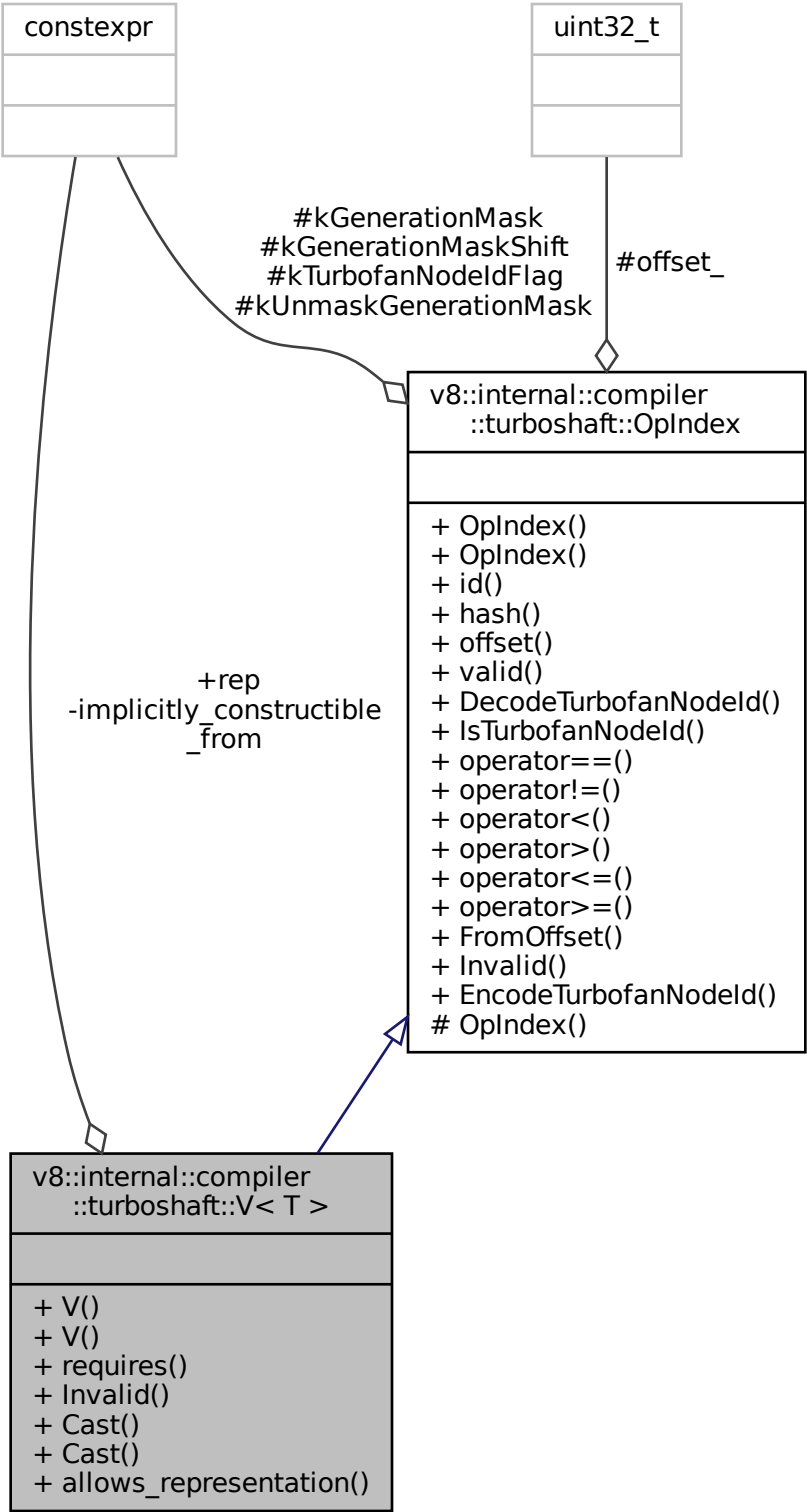 constexpr
uint32_t
#kGenerationMask
#kGenerationMaskShift
#kTurbofanNodeIdFlag
#kUnmaskGenerationMask
#offset_
v8::internal::compiler
::turboshaft::OpIndex
+ OpIndex()
+ OpIndex()
+ id()
+ hash()
+ offset()
+ valid()
+ DecodeTurbofanNodeId()
+ IsTurbofanNodeId()
+ operator==()
+ operator!=()
+ operator<()
+ operator>()
+ operator<=()
+ operator>=()
+ FromOffset()
+ Invalid()
+ EncodeTurbofanNodeId()
# OpIndex()
+rep
-implicitly_constructible
_from
v8::internal::compiler
::turboshaft::V< T >
+ V()
+ V()
+ requires()
+ Invalid()
+ Cast()
+ Cast()
+ allows_representation()